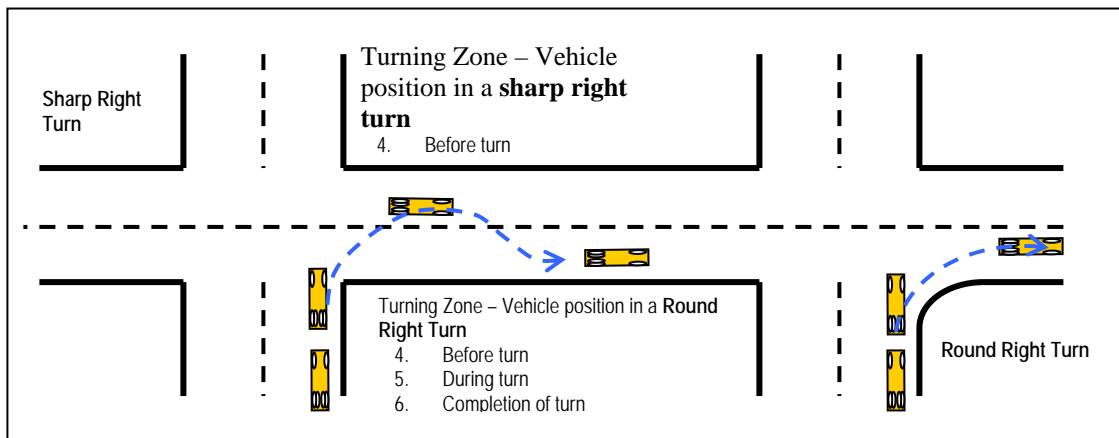 Sharp Right
Turn
Turning Zone – Vehicle
position in a sharp right
turn
4. Before turn
Turning Zone – Vehicle position in a Round
Right Turn
4. Before turn
5. During turn
6. Completion of turn
Round Right Turn